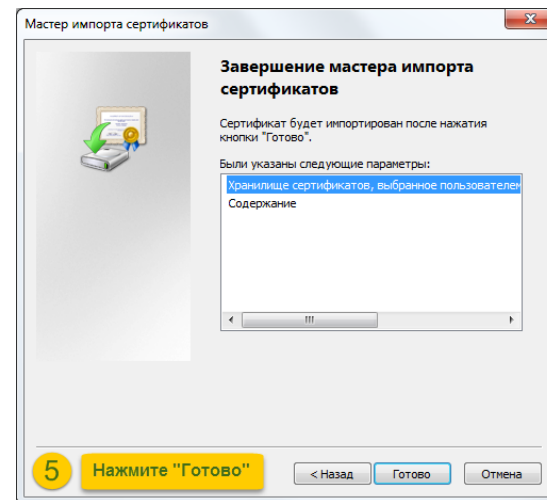 Мастер импорта сертификатов
Завершение мастера импорта
сертификатов
Сертификат будет импортирован после нажатия
кнопки "Готово".
Были указаны следующие параметры:
Хранилище сертификатов, выбранное пользователем
Содержание
5 Нажмите "Готово"
< Назад Готово Отмена